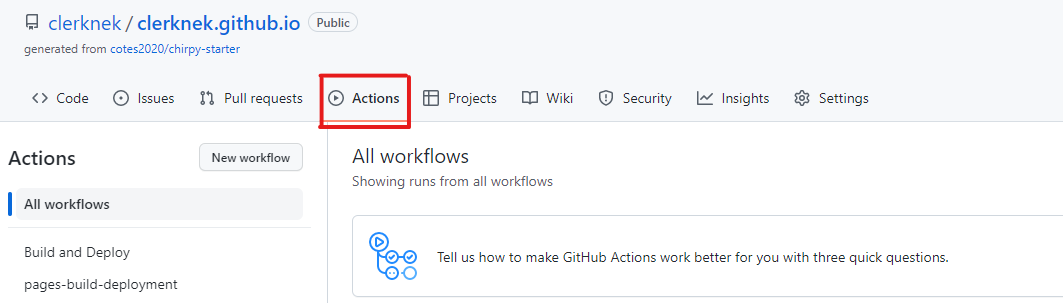 clerknek / clerknek.github.io Public
generated from cotes2020/chirpy-starter
Code Issues Pull requests Actions Projects Wiki Security Insights Settings
Actions New workflow
All workflows
Build and Deploy
pages-build-deployment
All workflows
Showing runs from all workflows
Tell us how to make GitHub Actions work better for you with three quick questions.